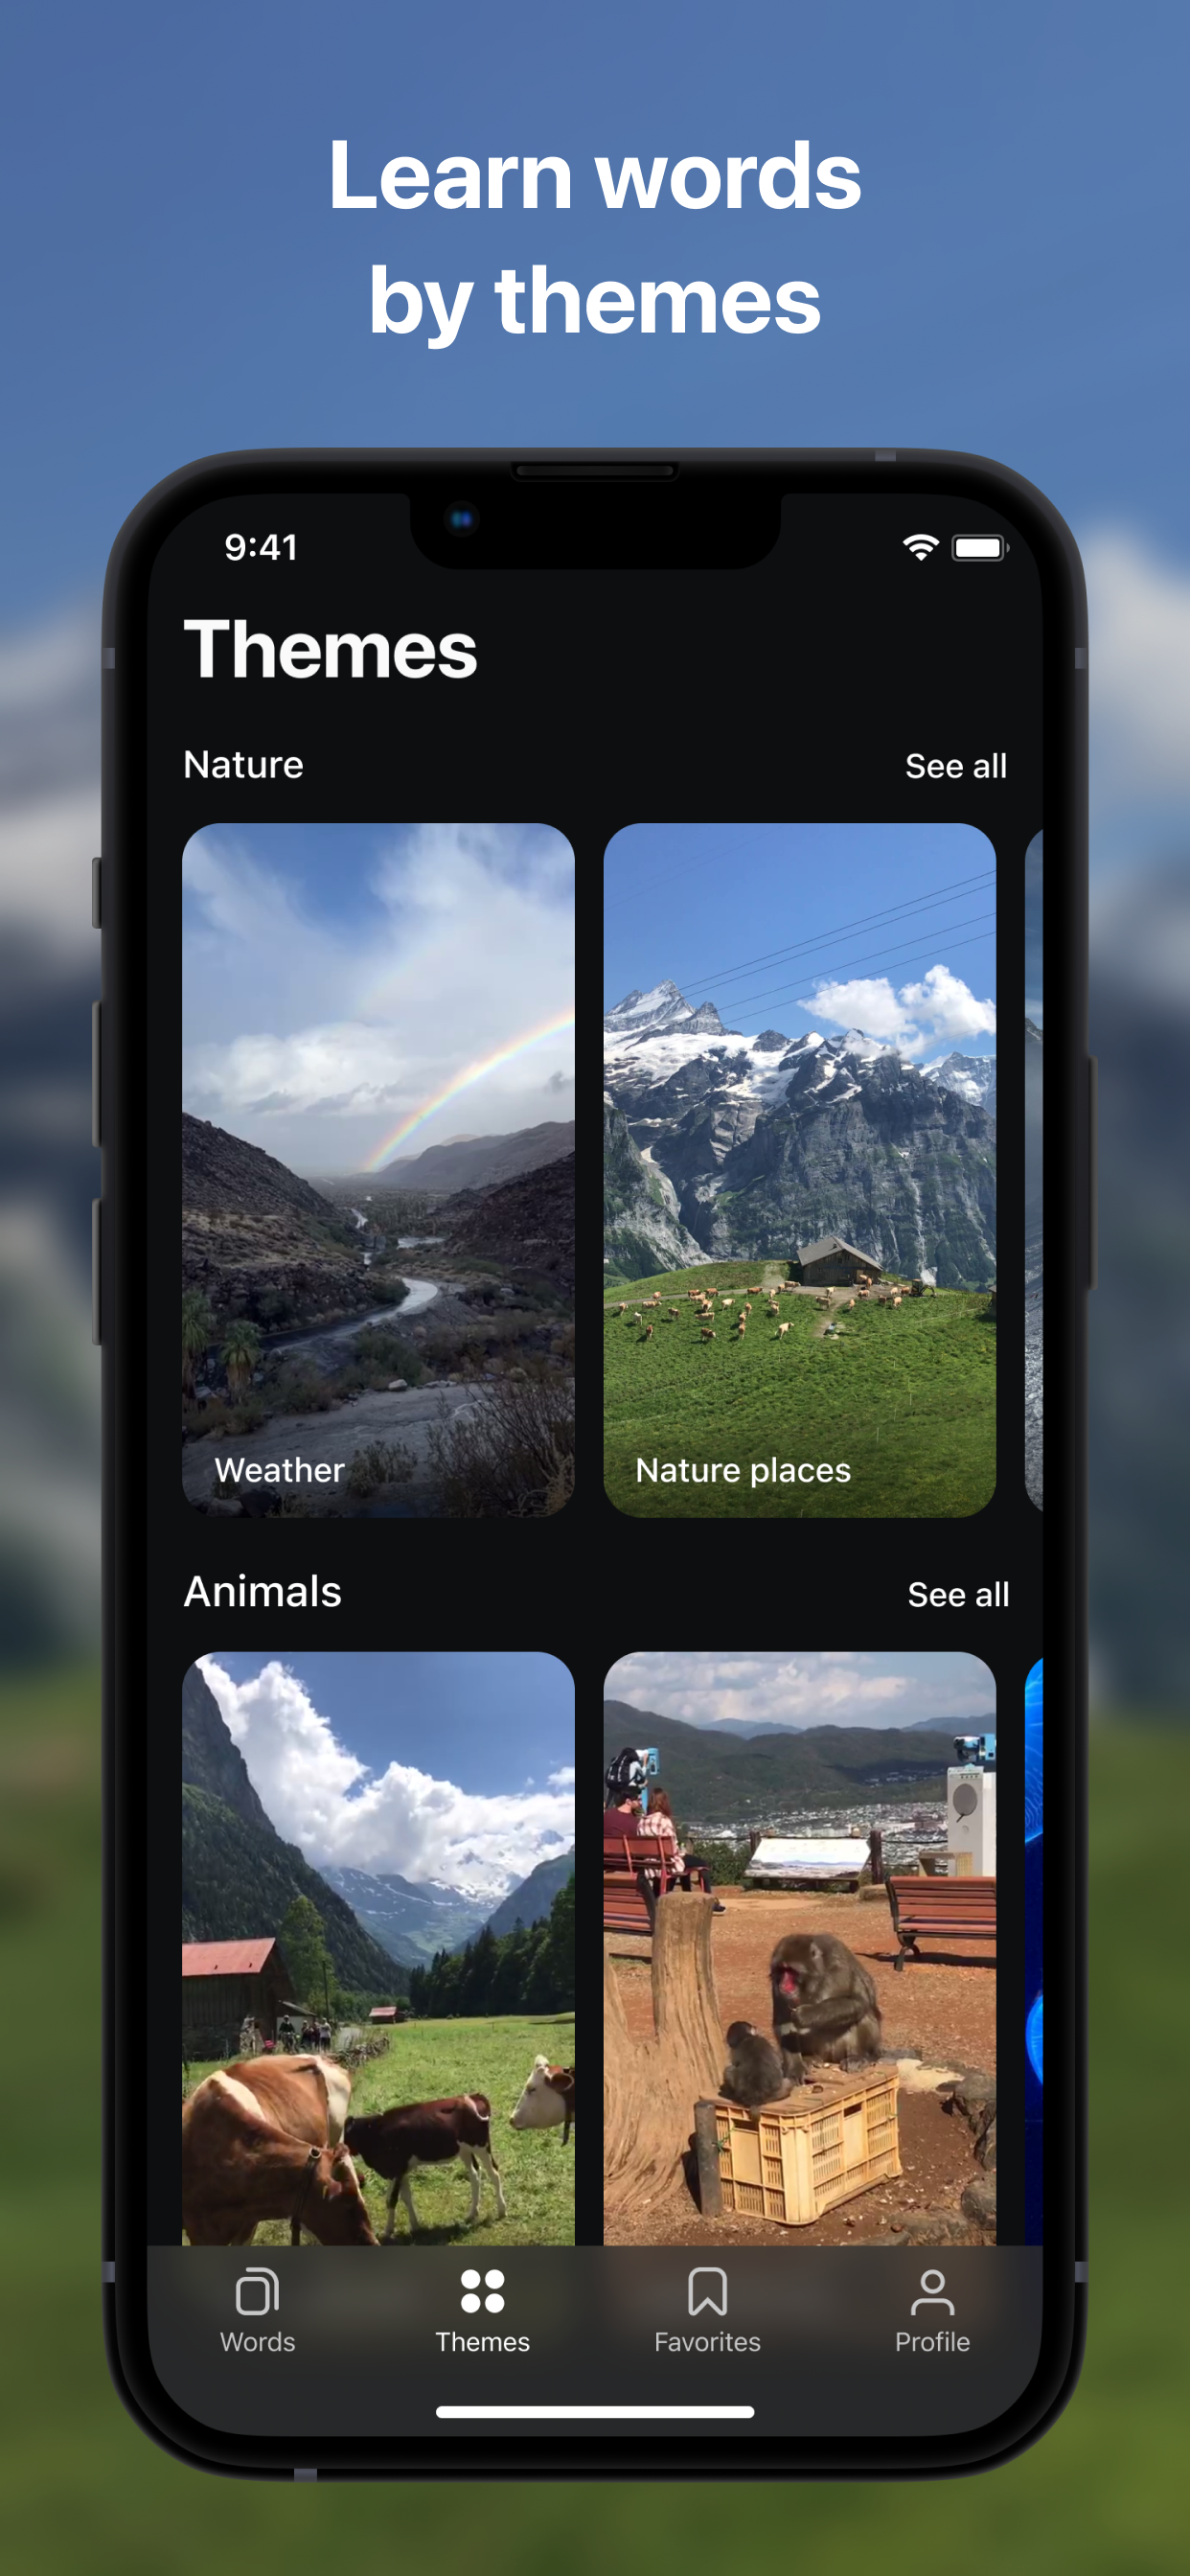 Learn words
by themes
9:41
Themes
Nature
See all
Weather
Nature places
Animals
See all
Words
Themes
Favorites
Profile